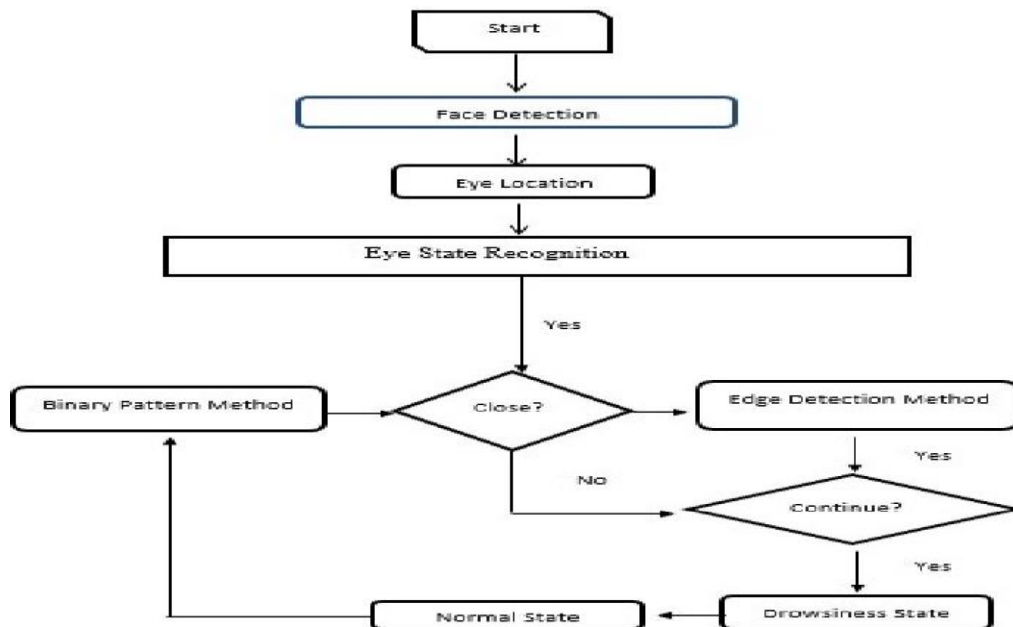 Start
Face Detection
Eye Location
Eye State Recognition
Yes
Binary Pattern Method
Close?
Edge Detection Method
Yes
No
Continue?
Yes
Normal State
Drowsiness State